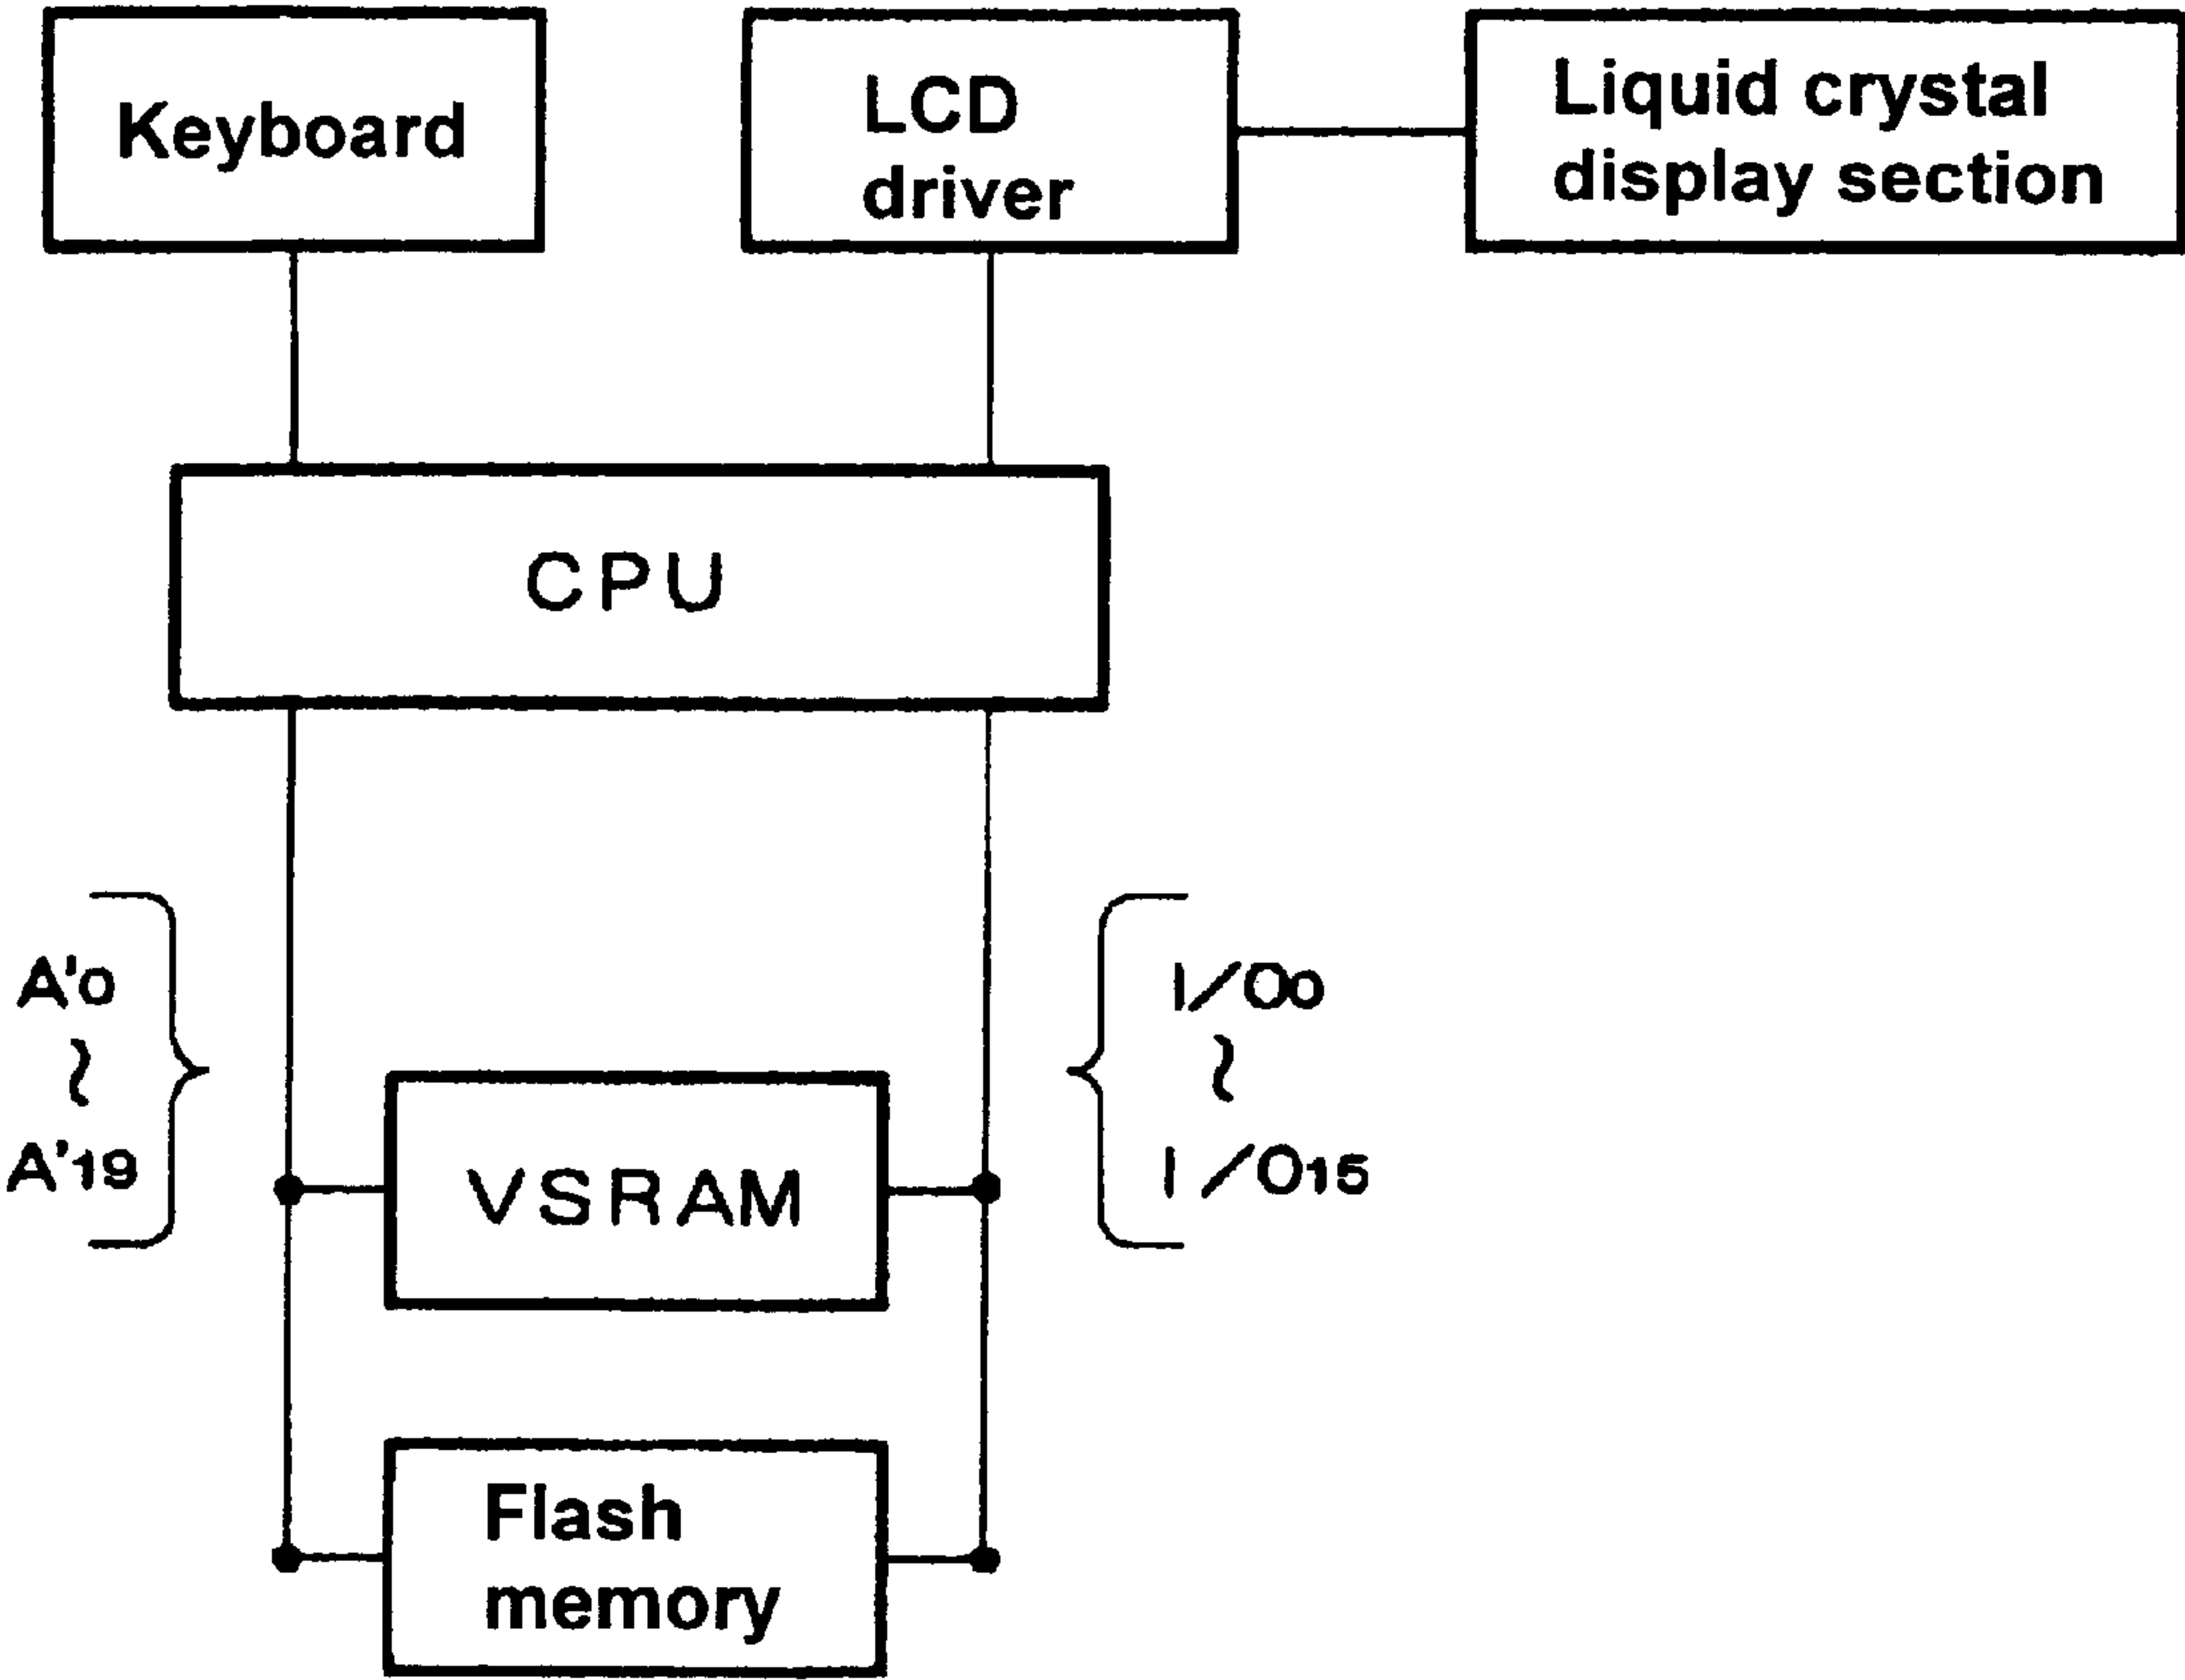 Keyboard
LCD
driver
Liquid crystal
display section
CPU
A'0
~
A'19
I/O0
~
I/O15
VSRAM
Flash
memory